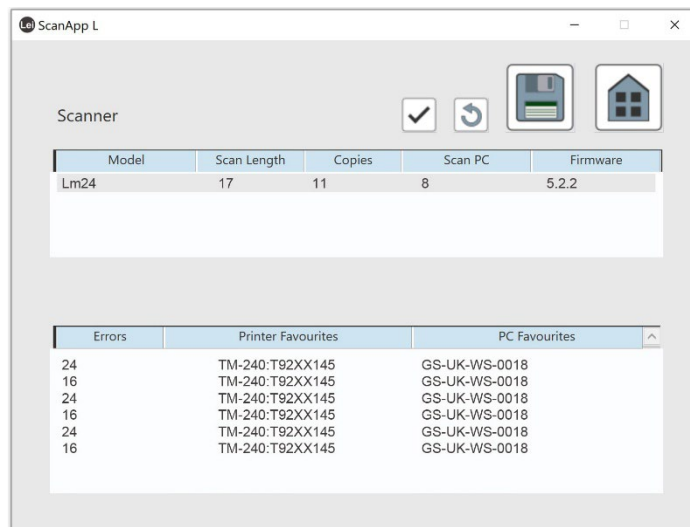 Lei ScanApp L
Scanner
Model Scan Length Copies Scan PC Firmware
Lm24 17 11 8 5.2.2
Errors Printer Favourites PC Favourites
24 TM-240:T92XX145 GS-UK-WS-0018
16 TM-240:T92XX145 GS-UK-WS-0018
24 TM-240:T92XX145 GS-UK-WS-0018
16 TM-240:T92XX145 GS-UK-WS-0018
24 TM-240:T92XX145 GS-UK-WS-0018
16 TM-240:T92XX145 GS-UK-WS-0018